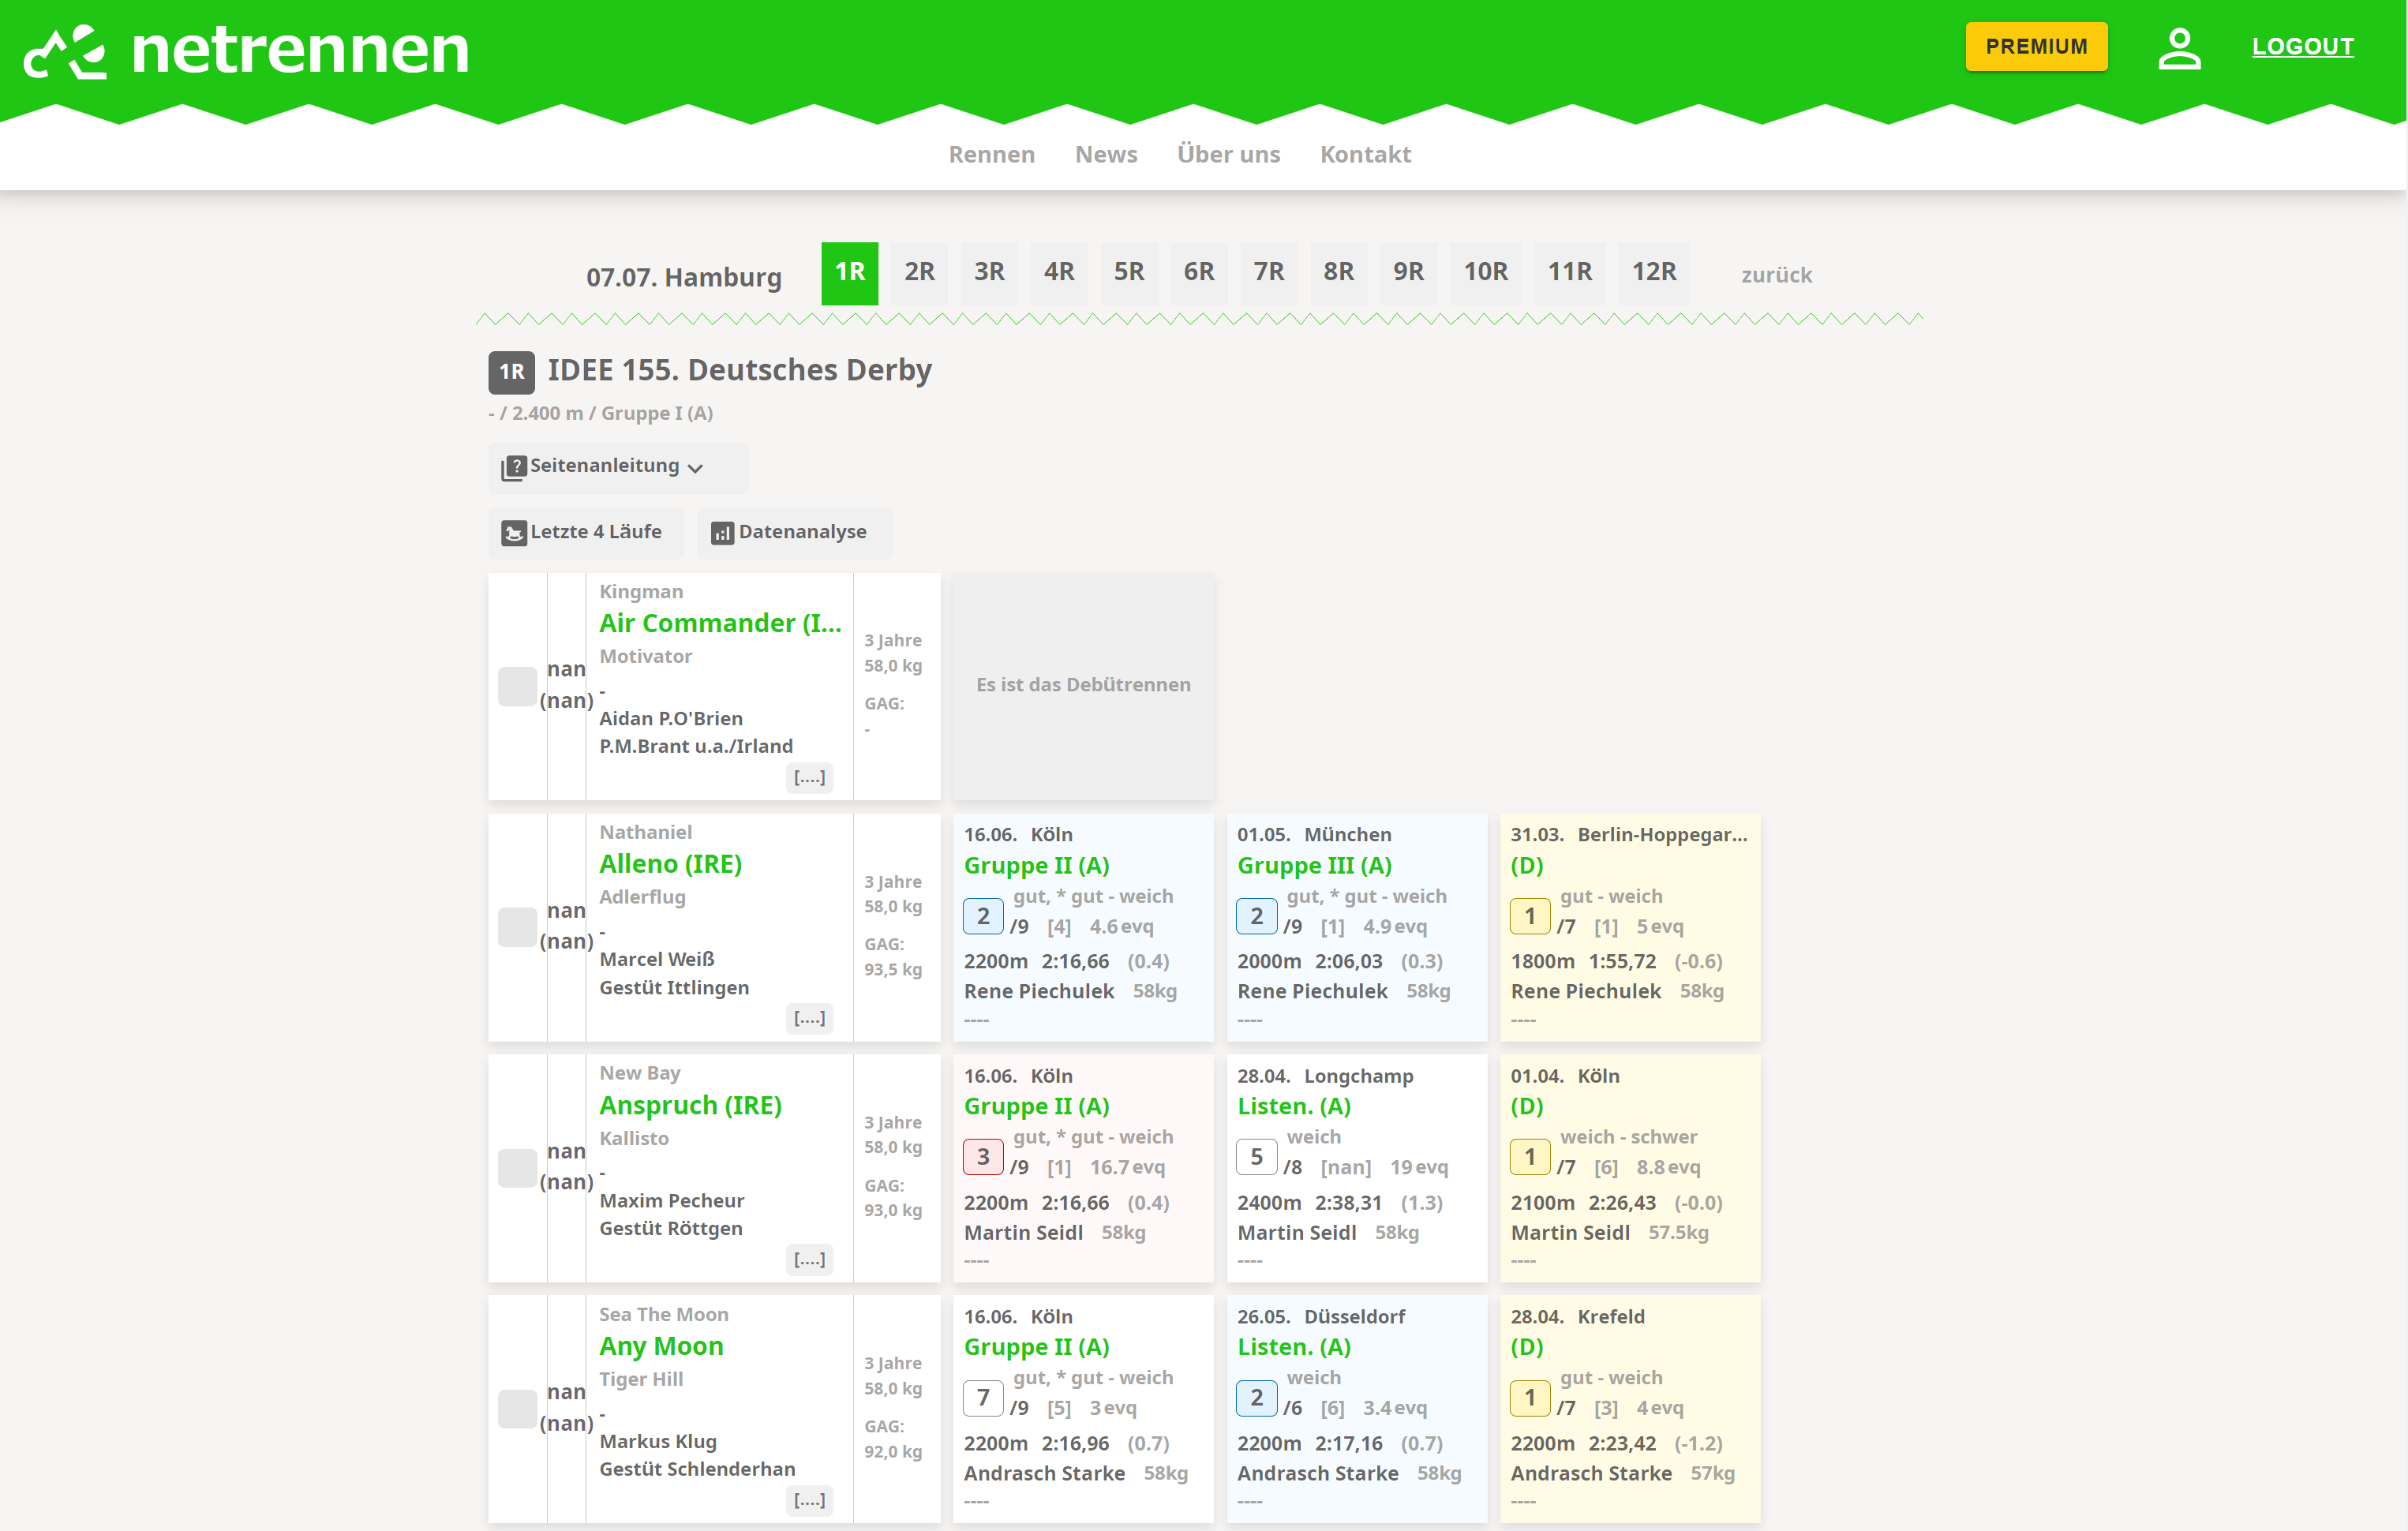 netrennen
PREMIUM
LOGOUT
Rennen News Über uns Kontakt
07.07. Hamburg 1R 2R 3R 4R 5R 6R 7R 8R 9R 10R 11R 12R zurück
1R IDEE 155. Deutsches Derby
- / 2.400 m / Gruppe I (A)
Seitenanleitung
Letzte 4 Läufe Datenanalyse
nan
(nan)
Kingman
Air Commander (I...
Motivator
-
Aidan P.O'Brien
P.M.Brant u.a./Irland
[....]
3 Jahre
58,0 kg
GAG:
-
Es ist das Debütrennen
nan
(nan)
Nathaniel
Alleno (IRE)
Adlerflug
-
Marcel Weiß
Gestüt Ittlingen
[....]
3 Jahre
58,0 kg
GAG:
93,5 kg
16.06. Köln
Gruppe II (A)
gut, * gut - weich
2 /9 [4] 4.6 evq
2200m 2:16,66 (0.4)
Rene Piechulek 58kg
----
01.05. München
Gruppe III (A)
gut, * gut - weich
2 /9 [1] 4.9 evq
2000m 2:06,03 (0.3)
Rene Piechulek 58kg
----
31.03. Berlin-Hoppegar...
(D)
gut - weich
1 /7 [1] 5 evq
1800m 1:55,72 (-0.6)
Rene Piechulek 58kg
----
nan
(nan)
New Bay
Anspruch (IRE)
Kallisto
-
Maxim Pecheur
Gestüt Röttgen
[....]
3 Jahre
58,0 kg
GAG:
93,0 kg
16.06. Köln
Gruppe II (A)
gut, * gut - weich
3 /9 [1] 16.7 evq
2200m 2:16,66 (0.4)
Martin Seidl 58kg
----
28.04. Longchamp
Listen. (A)
weich
5 /8 [nan] 19 evq
2400m 2:38,31 (1.3)
Martin Seidl 58kg
----
01.04. Köln
(D)
weich - schwer
1 /7 [6] 8.8 evq
2100m 2:26,43 (-0.0)
Martin Seidl 57.5kg
----
nan
(nan)
Sea The Moon
Any Moon
Tiger Hill
-
Markus Klug
Gestüt Schlenderhan
[....]
3 Jahre
58,0 kg
GAG:
92,0 kg
16.06. Köln
Gruppe II (A)
gut, * gut - weich
7 /9 [5] 3 evq
2200m 2:16,96 (0.7)
Andrasch Starke 58kg
----
26.05. Düsseldorf
Listen. (A)
weich
2 /6 [6] 3.4 evq
2200m 2:17,16 (0.7)
Andrasch Starke 58kg
----
28.04. Krefeld
(D)
gut - weich
1 /7 [3] 4 evq
2200m 2:23,42 (-1.2)
Andrasch Starke 57kg
----